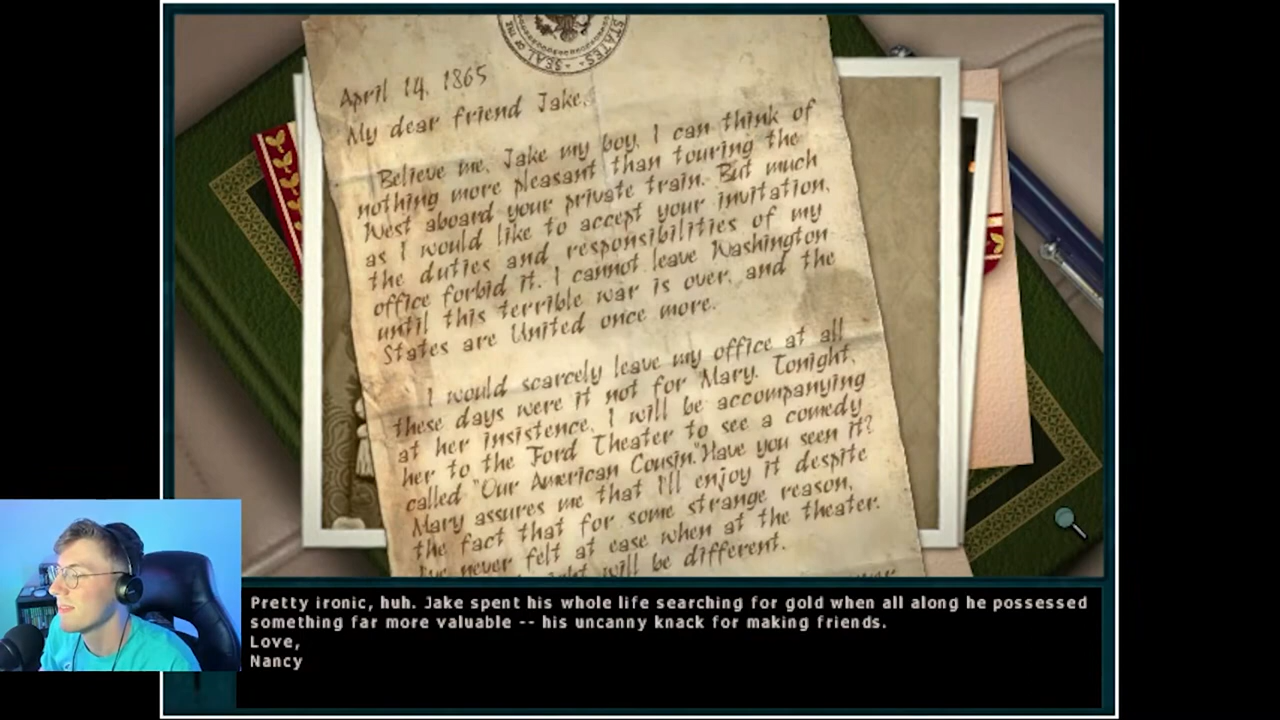 SEAL OF THE
STATES
April 14, 1865
My dear friend Jake,
Believe me, Jake my boy, I can think of
nothing more pleasant than touring the
West aboard your private train. But much
as I would like to accept your invitation,
the duties and responsibilities of my
office forbid it. I cannot leave Washington
until this terrible war is over, and the
States are United once more.
I would scarcely leave my office at all
these days were it not for Mary. Tonight,
at her insistence, I will be accompanying
her to the Ford Theater to see a comedy
called "Our American Cousin." Have you seen it?
Mary assures me that I'll enjoy it despite
the fact that for some strange reason,
I've never felt at ease when at the theater.
will be different.
Pretty ironic, huh. Jake spent his whole life searching for gold when all along he possessed
something far more valuable -- his uncanny knack for making friends.
Love,
Nancy